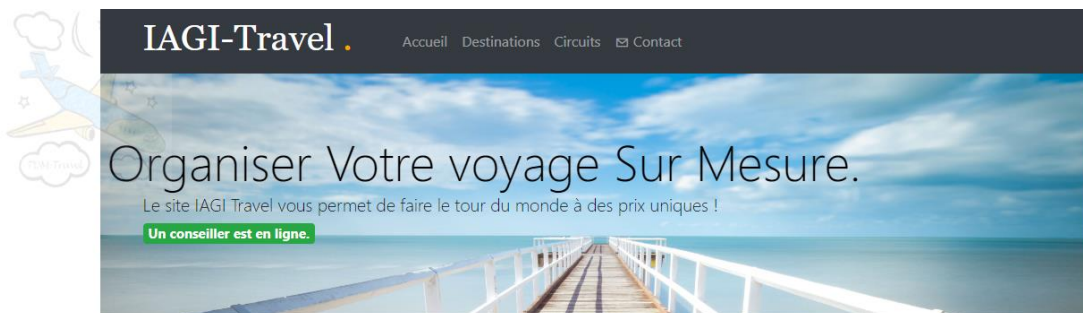 IAGI-Travel .
Accueil Destinations Circuits Contact
Organiser Votre voyage Sur Mesure.
Le site IAGI Travel vous permet de faire le tour du monde à des prix uniques !
Un conseiller est en ligne.